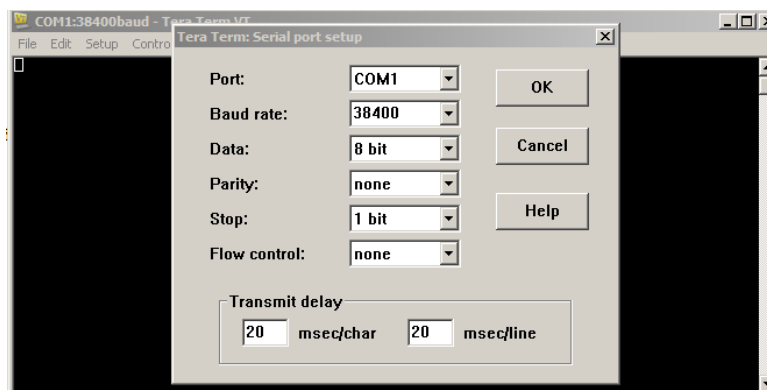 COM1:38400baud - Tera Term VT
File Edit Setup Contro
Tera Term: Serial port setup
Port: COM1
OK
Baud rate: 38400
Data: 8 bit
Cancel
Parity: none
Stop: 1 bit
Help
Flow control: none
Transmit delay
20 msec/char 20 msec/line